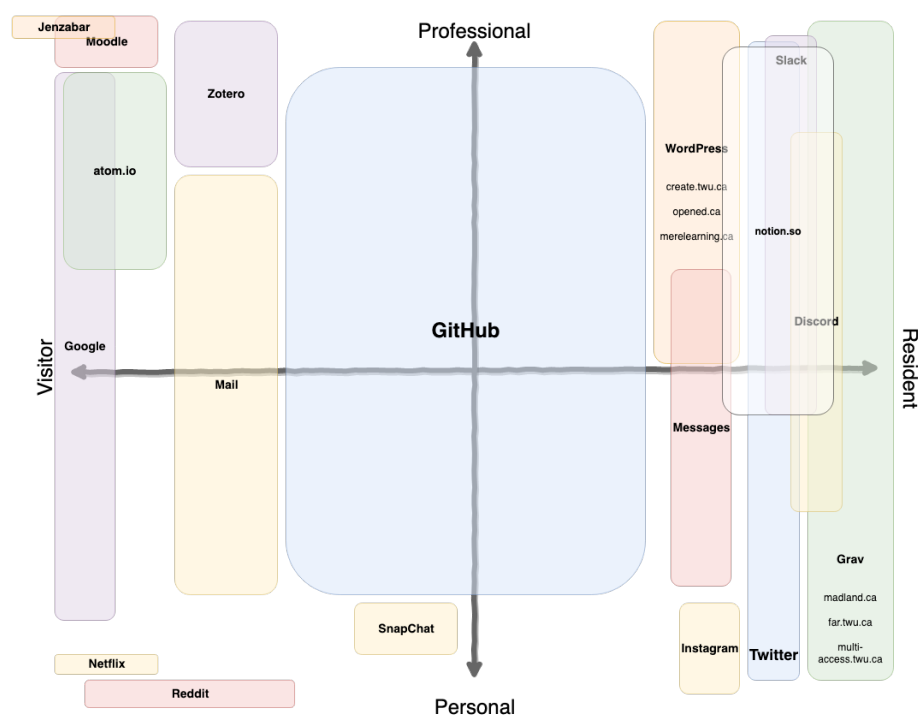 Professional
Jenzabar
Moodle
Slack
Zotero
WordPress
atom.io
create.twu.ca
opened.ca
notion.so
merelearning.ca
Discord
GitHub
Google
Visitor
Resident
Mail
Messages
Grav
madland.ca
far.twu.ca
SnapChat
Instagram
Twitter
multi-
access.twu.ca
Netflix
Reddit
Personal